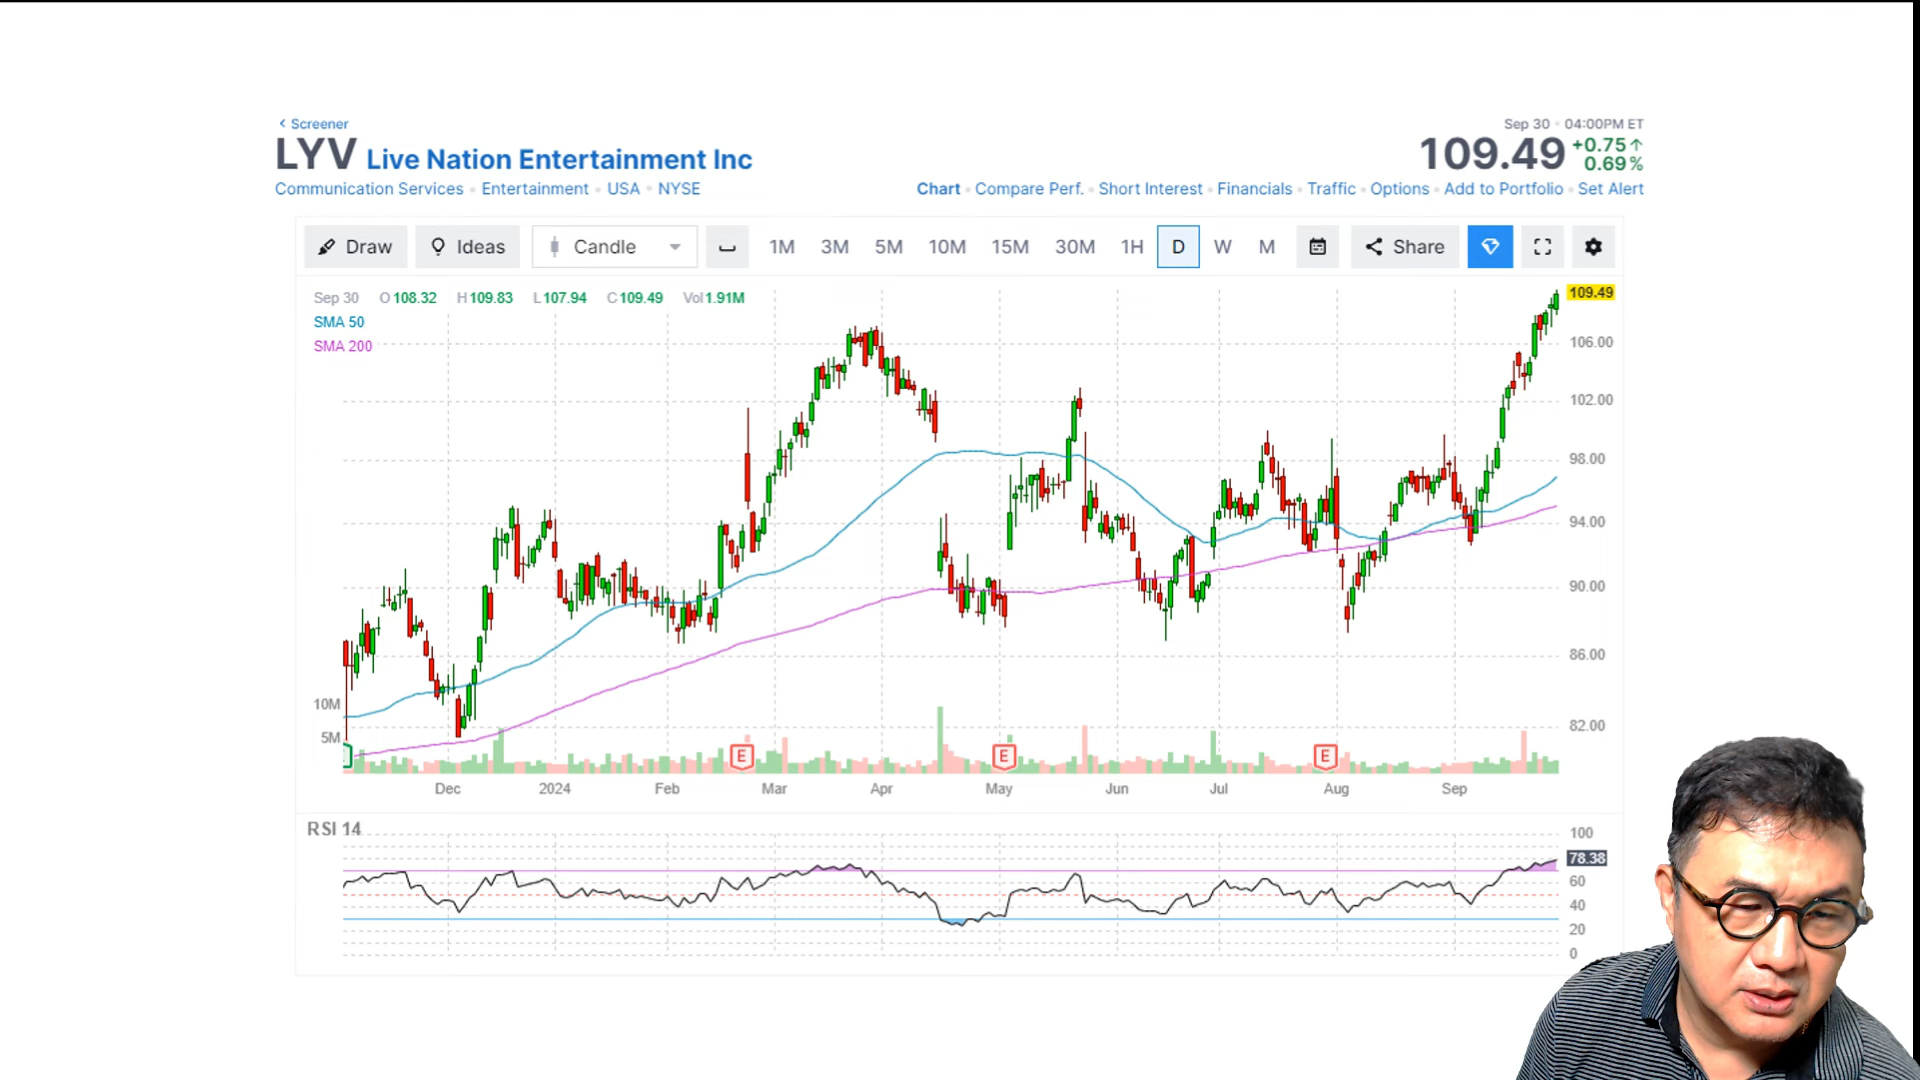 Screener
Sep 30 • 04:00PM ET
LYV Live Nation Entertainment Inc
109.49 +0.75
0.69%
Communication Services • Entertainment • USA • NYSE
Chart • Compare Perf. • Short Interest • Financials • Traffic • Options • Add to Portfolio • Set Alert
Draw Ideas Candle 1M 3M 5M 10M 15M 30M 1H D W M Share
Sep 30 O 108.32 H 109.83 L 107.94 C 109.49 Vol 1.91M
SMA 50
SMA 200
109.49
106.00
102.00
98.00
94.00
90.00
86.00
82.00
10M
5M
E E E
Dec 2024 Feb Mar Apr May Jun Jul Aug Sep
RSI 14
100
78.38
60
40
20
0